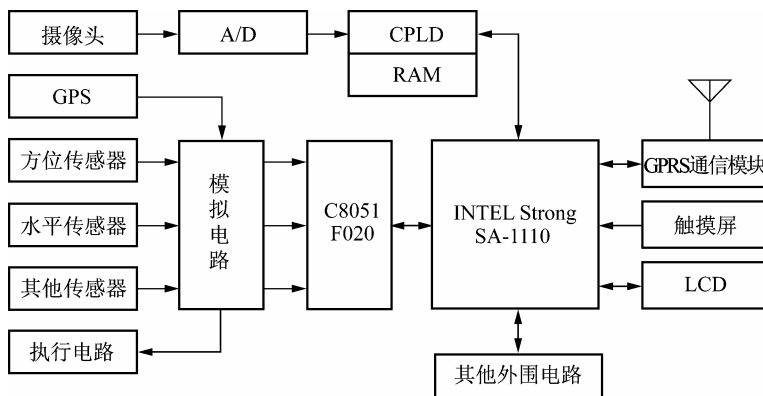 摄像头
A/D
CPLD
RAM
GPS
方位传感器
水平传感器
其他传感器
执行电路
模
拟
电
路
C8051
F020
INTEL Strong
SA-1110
GPRS通信模块
触摸屏
LCD
其他外围电路